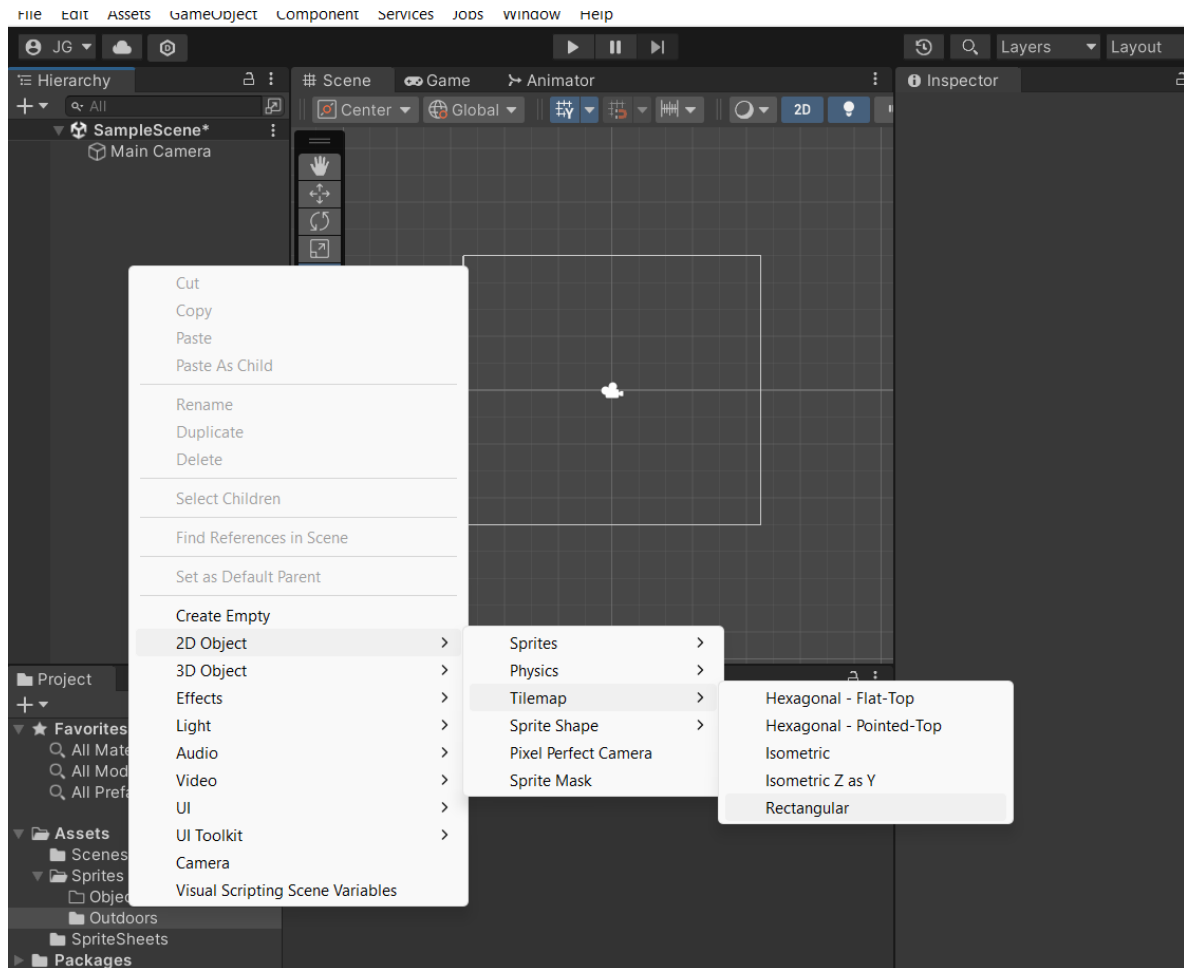 File Edit Assets GameObject Component Services Jobs Window Help
JG Layers Layout
Hierarchy
All
SampleScene*
Main Camera
Scene Game Animator
Center Global 2D
Inspector
Cut
Copy
Paste
Paste As Child
Rename
Duplicate
Delete
Select Children
Find References in Scene
Set as Default Parent
Create Empty
2D Object
3D Object
Effects
Light
Audio
Video
UI
UI Toolkit
Camera
Visual Scripting Scene Variables
Sprites
Physics
Tilemap
Sprite Shape
Pixel Perfect Camera
Sprite Mask
Hexagonal - Flat-Top
Hexagonal - Pointed-Top
Isometric
Isometric Z as Y
Rectangular
Project
Favorites
All Mate
All Mod
All Prefa
Assets
Scenes
Sprites
Objec
Outdoors
SpriteSheets
Packages